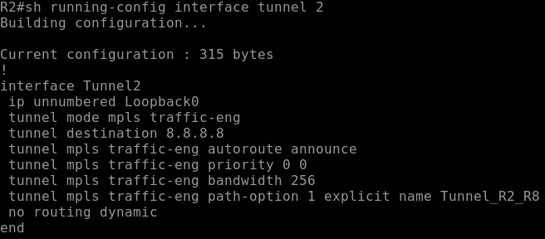 R2#sh running-config interface tunnel 2
Building configuration...

Current configuration : 315 bytes
!
interface Tunnel2
 ip unnumbered Loopback0
 tunnel mode mpls traffic-eng
 tunnel destination 8.8.8.8
 tunnel mpls traffic-eng autoroute announce
 tunnel mpls traffic-eng priority 0 0
 tunnel mpls traffic-eng bandwidth 256
 tunnel mpls traffic-eng path-option 1 explicit name Tunnel_R2_R8
 no routing dynamic
end